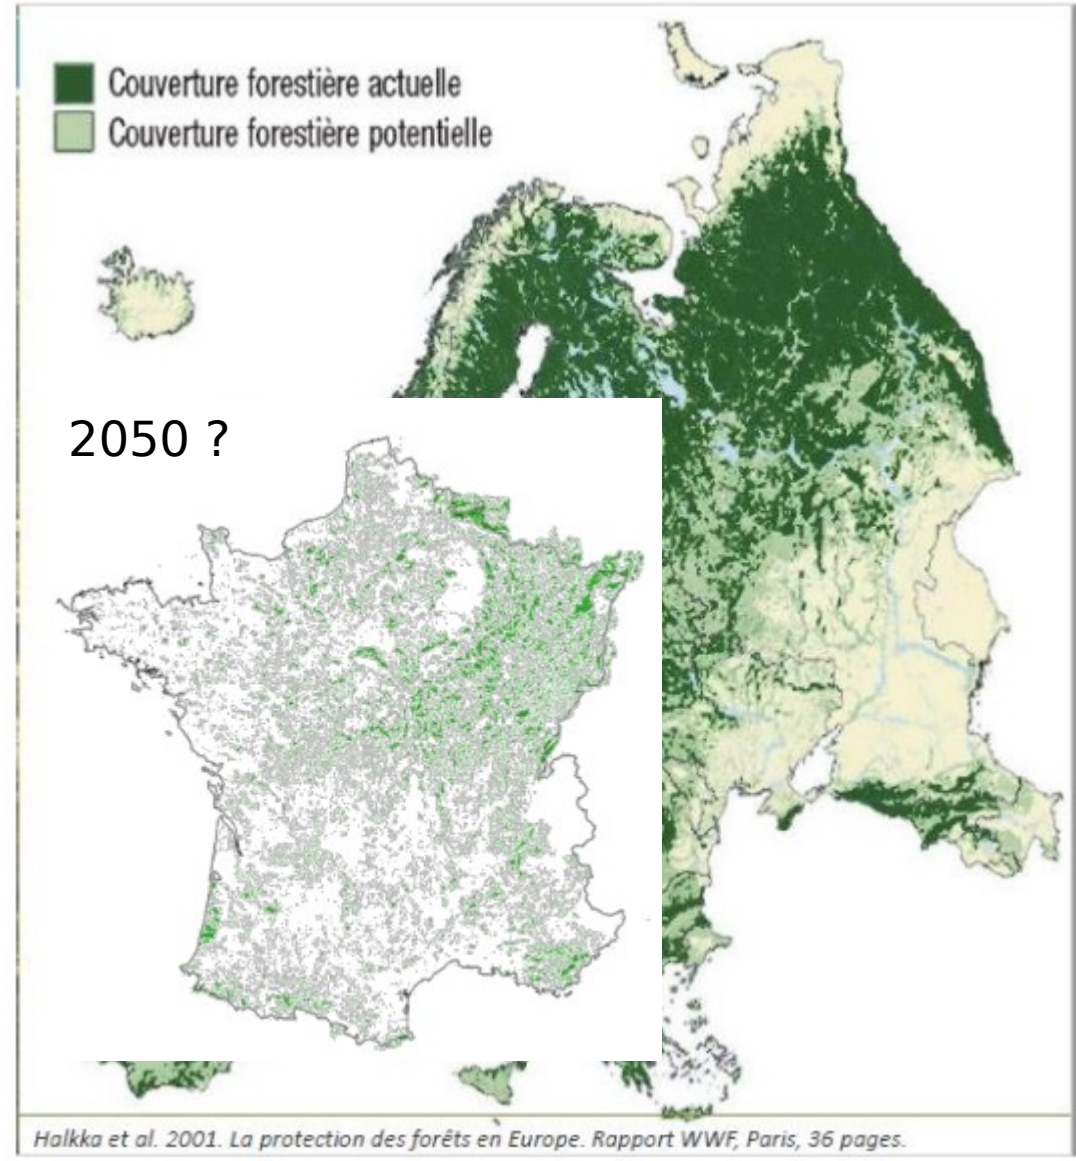 Couverture forestière actuelle
Couverture forestière potentielle
2050 ?
Halkka et al. 2001. La protection des forêts en Europe. Rapport WWF, Paris, 36 pages.